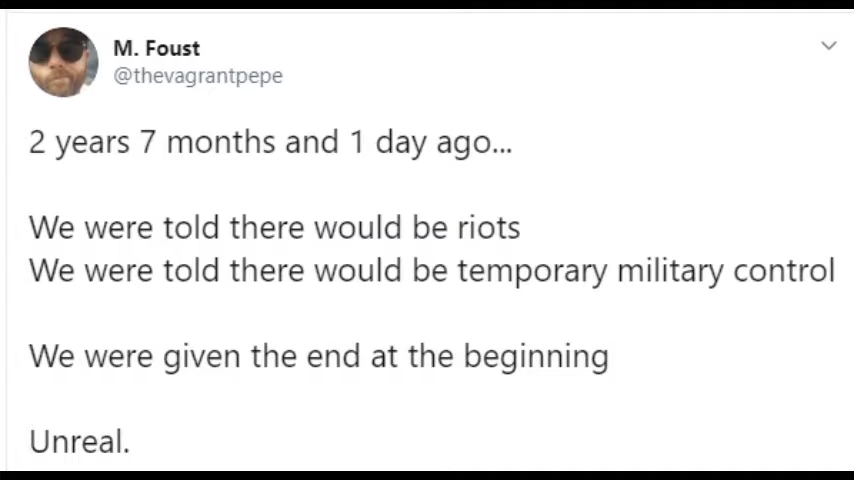 M. Foust
@thevagrantpepe
2 years 7 months and 1 day ago...
We were told there would be riots
We were told there would be temporary military control
We were given the end at the beginning
Unreal.